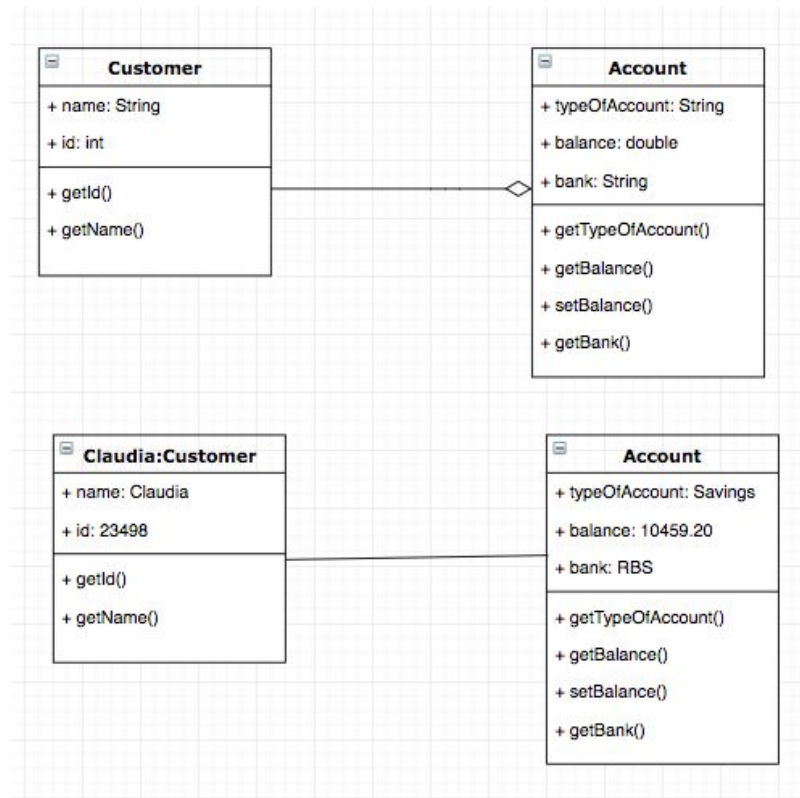 Customer
+ name: String
+ id: int
+ getId()
+ getName()
Account
+ typeOfAccount: String
+ balance: double
+ bank: String
+ getTypeOfAccount()
+ getBalance()
+ setBalance()
+ getBank()
Claudia:Customer
+ name: Claudia
+ id: 23498
+ getId()
+ getName()
Account
+ typeOfAccount: Savings
+ balance: 10459.20
+ bank: RBS
+ getTypeOfAccount()
+ getBalance()
+ setBalance()
+ getBank()